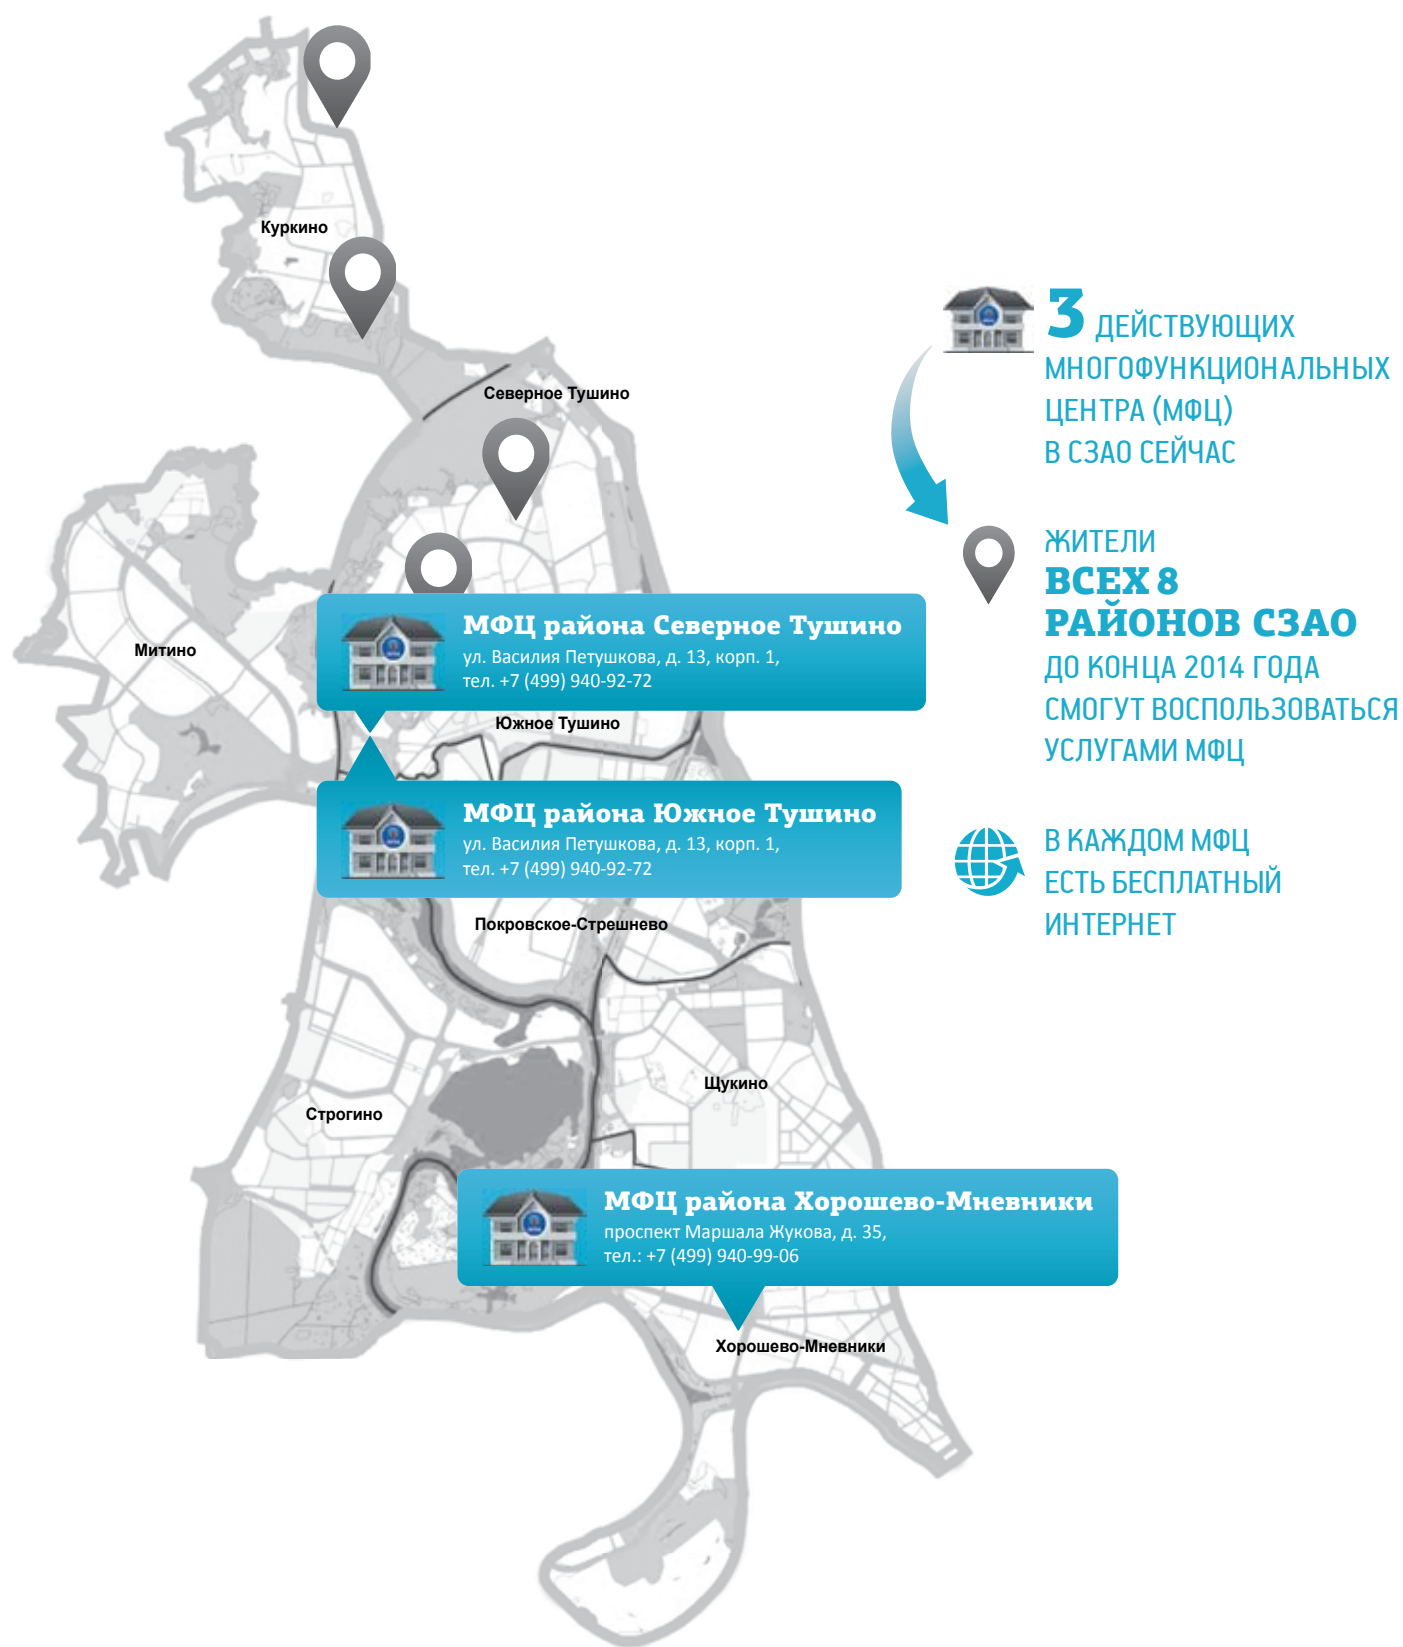 Куркино
Северное Тушино
Митино
МФЦ района Северное Тушино
ул. Василия Петушкова, д. 13, корп. 1,
тел. +7 (499) 940-92-72
Южное Тушино
МФЦ района Южное Тушино
ул. Василия Петушкова, д. 13, корп. 1,
тел. +7 (499) 940-92-72
Покровское-Стрешнево
Щукино
Строгино
МФЦ района Хорошево-Мневники
проспект Маршала Жукова, д. 35,
тел.: +7 (499) 940-99-06
Хорошево-Мневники
3 ДЕЙСТВУЮЩИХ
МНОГОФУНКЦИОНАЛЬНЫХ
ЦЕНТРА (МФЦ)
В СЗАО СЕЙЧАС
ЖИТЕЛИ
ВСЕХ 8
РАЙОНОВ СЗАО
ДО КОНЦА 2014 ГОДА
СМОГУТ ВОСПОЛЬЗОВАТЬСЯ
УСЛУГАМИ МФЦ
В КАЖДОМ МФЦ
ЕСТЬ БЕСПЛАТНЫЙ
ИНТЕРНЕТ